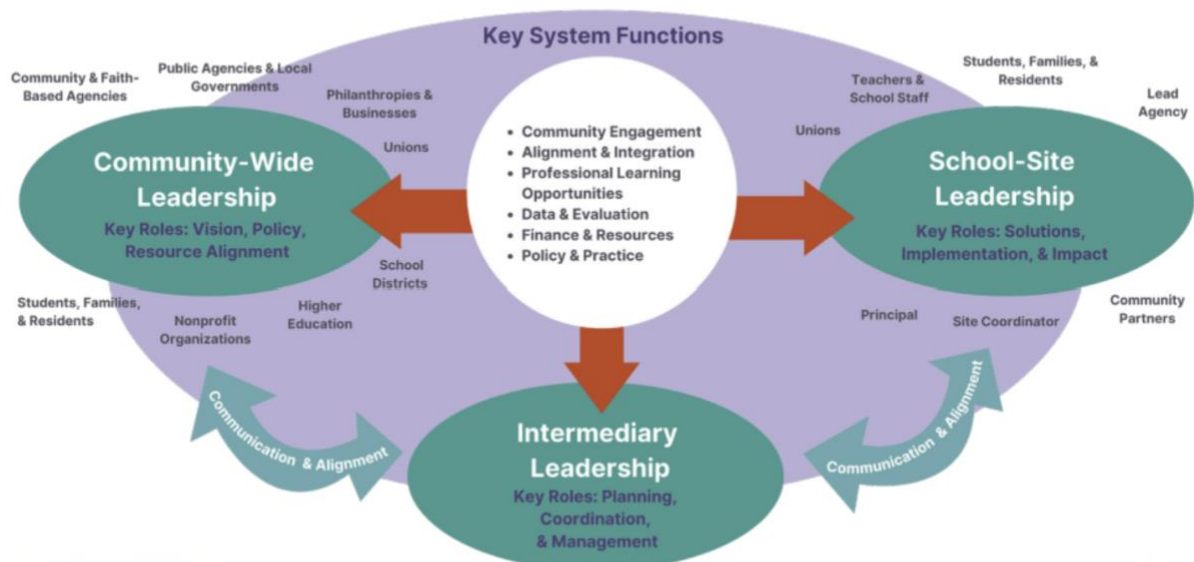 Key System Functions
Community & Faith-
Based Agencies
Public Agencies & Local
Governments
Philanthropies &
Businesses
Unions
Community-Wide
Leadership
Key Roles: Vision, Policy,
Resource Alignment
School
Districts
Higher
Education
Nonprofit
Organizations
Students, Families,
& Residents
• Community Engagement
• Alignment & Integration
• Professional Learning
Opportunities
• Data & Evaluation
• Finance & Resources
• Policy & Practice
Unions
Teachers &
School Staff
Students, Families, &
Residents
Lead
Agency
School-Site
Leadership
Key Roles: Solutions,
Implementation, & Impact
Principal
Site Coordinator
Community
Partners
Communication & Alignment
Intermediary
Leadership
Key Roles: Planning,
Coordination,
& Management
Communication & Alignment